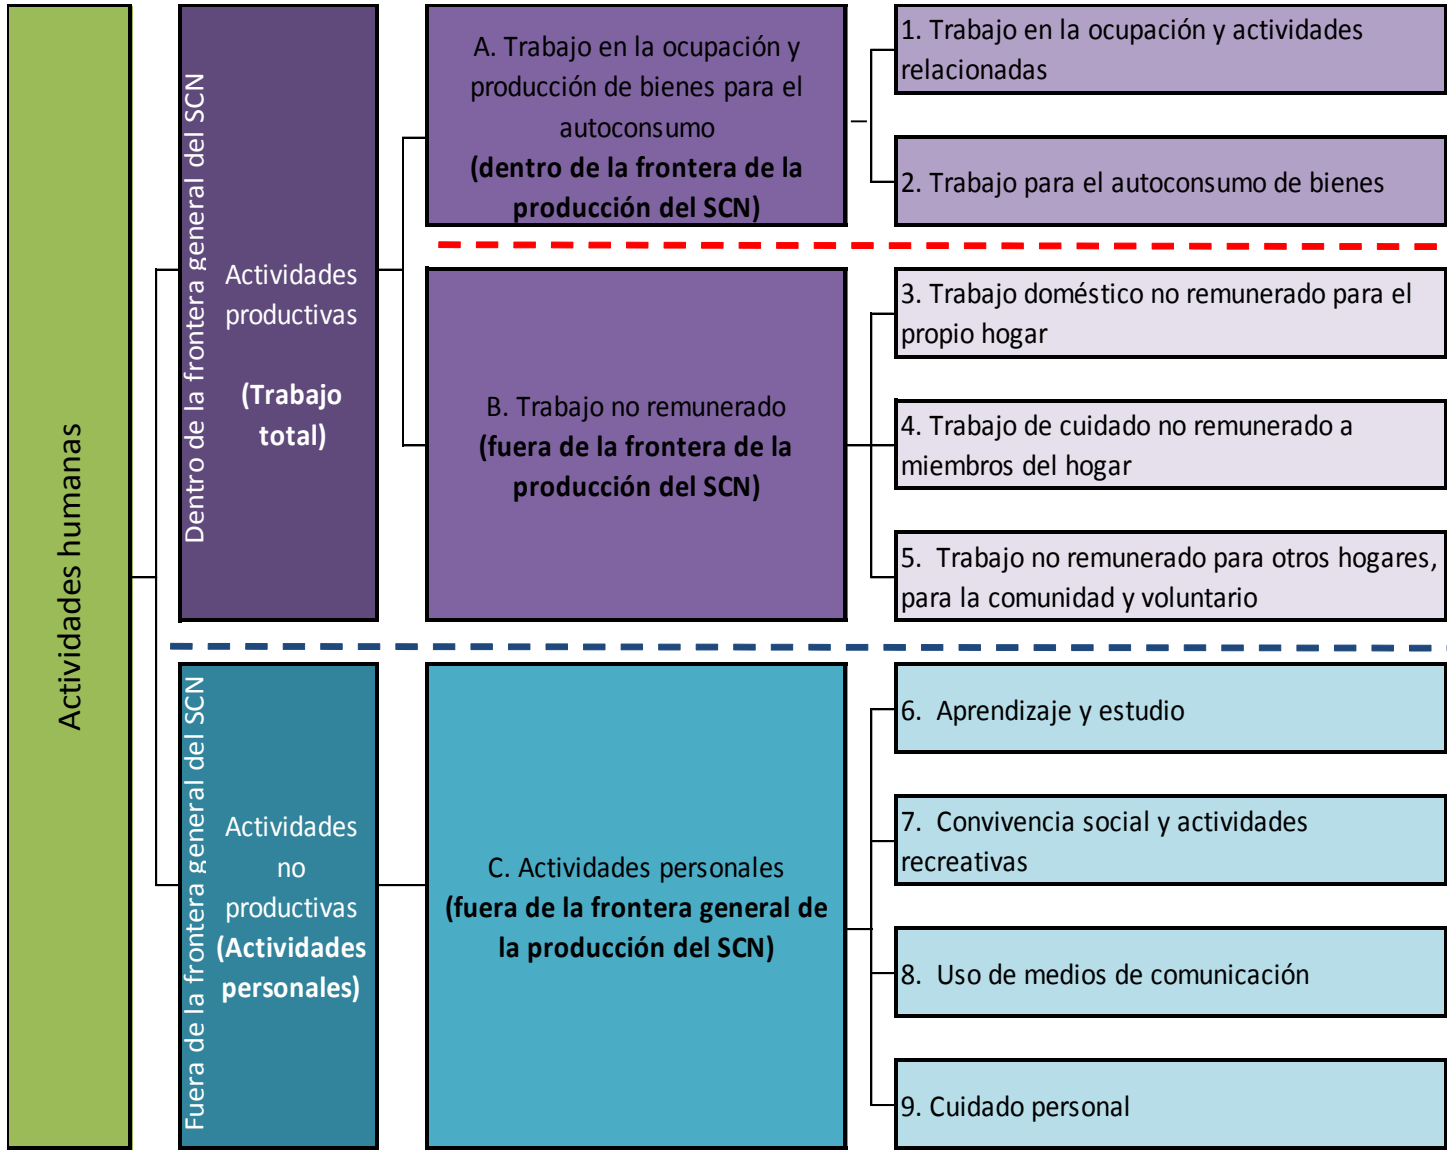 Actividades humanas
Dentro de la frontera general del SCN
Actividades
productivas
(Trabajo
total)
A. Trabajo en la ocupación y
producción de bienes para el
autoconsumo
(dentro de la frontera de la
producción del SCN)
1. Trabajo en la ocupación y actividades
relacionadas
2. Trabajo para el autoconsumo de bienes
B. Trabajo no remunerado
(fuera de la frontera de la
producción del SCN)
3. Trabajo doméstico no remunerado para el
propio hogar
4. Trabajo de cuidado no remunerado a
miembros del hogar
5. Trabajo no remunerado para otros hogares,
para la comunidad y voluntario
Fuera de la frontera general del SCN
Actividades
no
productivas
(Actividades
personales)
C. Actividades personales
(fuera de la frontera general de
la producción del SCN)
6. Aprendizaje y estudio
7. Convivencia social y actividades
recreativas
8. Uso de medios de comunicación
9. Cuidado personal